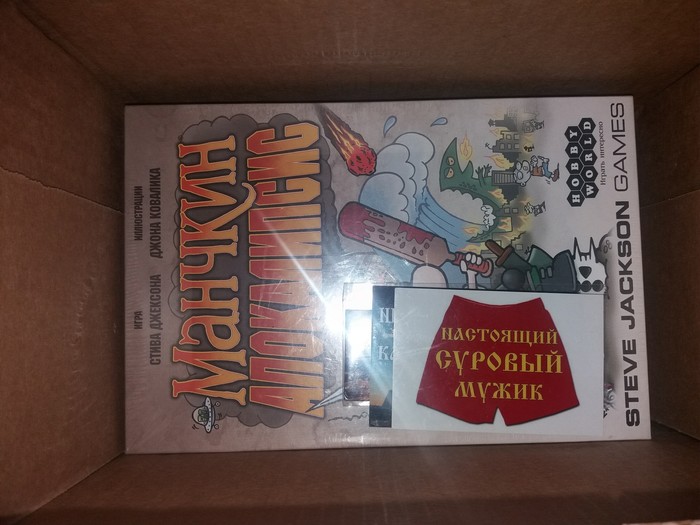 Манчкин
АПОКАЛИПСИС
ИГРА
СТИВА ДЖЕКСОНА
ИЛЛЮСТРАЦИИ
ДЖОНА КОВАЛИКА
HOBBY
WORLD
Играть интересно
STEVE JACKSON GAMES
НАСТОЯЩИЙ
СУРОВЫЙ
МУЖИК